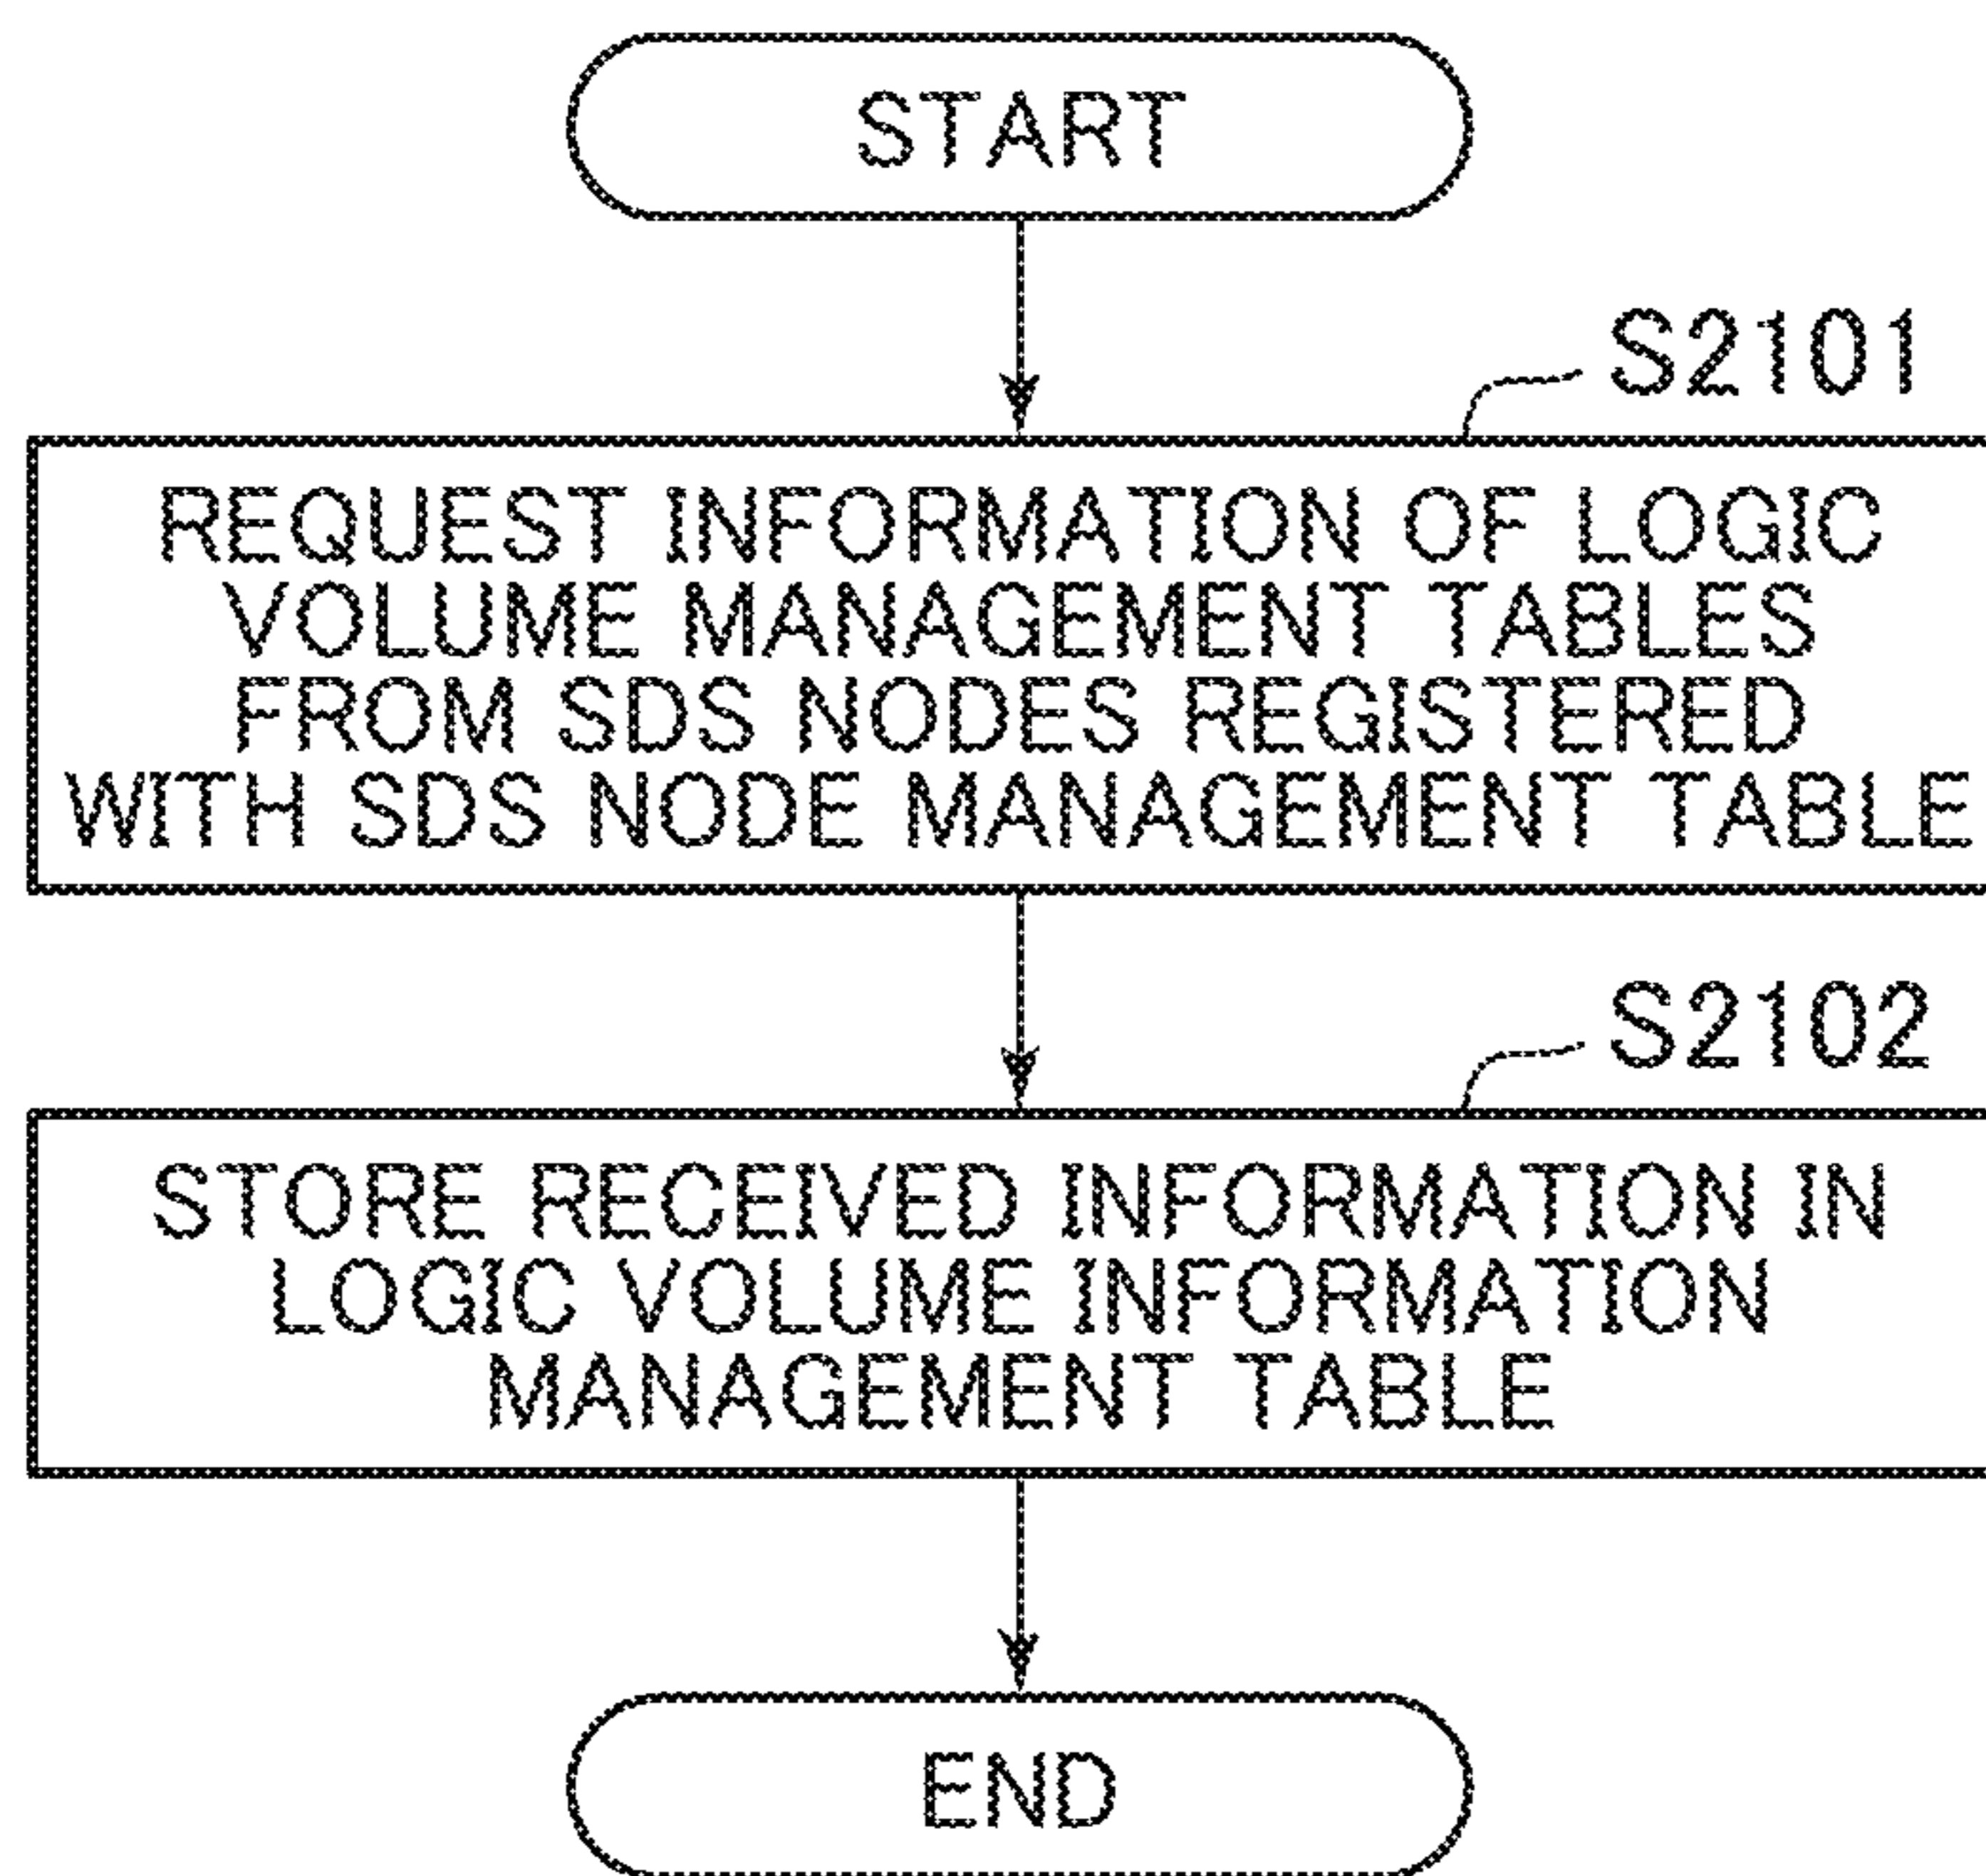 START
S2101
REQUEST INFORMATION OF LOGIC
VOLUME MANAGEMENT TABLES
FROM SDS NODES REGISTERED
WITH SDS NODE MANAGEMENT TABLE
S2102
STORE RECEIVED INFORMATION IN
LOGIC VOLUME INFORMATION
MANAGEMENT TABLE
END